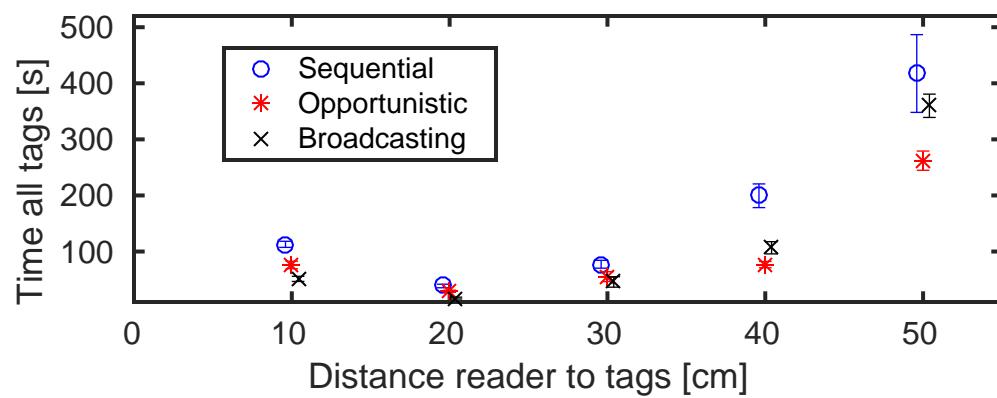 Time all tags [s]
500
400
300
200
100
Sequential
Opportunistic
Broadcasting
0 10 20 30 40 50
Distance reader to tags [cm]